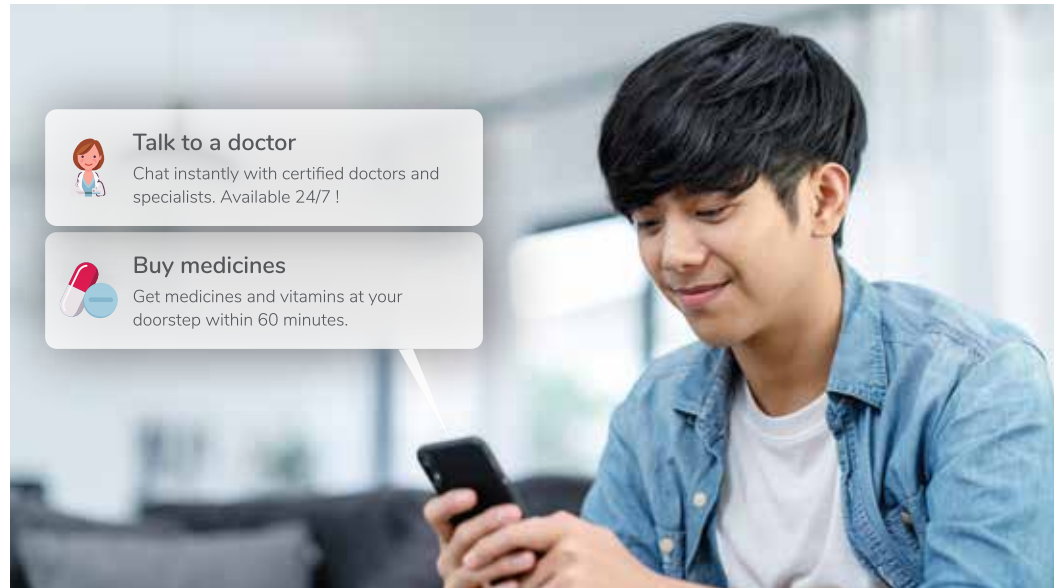 Talk to a doctor
Chat instantly with certified doctors and
specialists. Available 24/7 !
Buy medicines
Get medicines and vitamins at your
doorstep within 60 minutes.